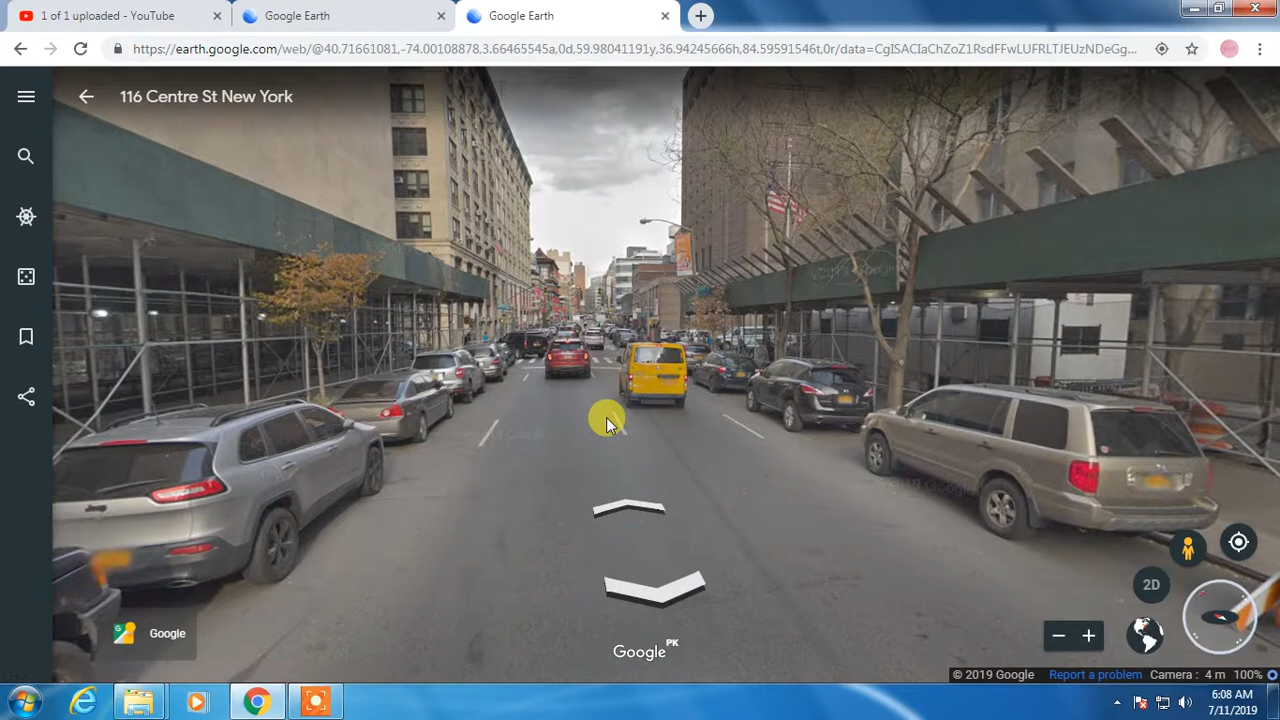 1 of 1 uploaded - YouTube
Google Earth
Google Earth
https://earth.google.com/web/@40.71661081,-74.00108878,3.66465545a,0d,59.98041191y,36.94245666h,84.59591546t,0r/data=CgISACIaChZoZ1RsdFFwLUFRLTJEUzNDeGg...
116 Centre St New York
2D
Google
Google PK
© 2019 Google
Report a problem
Camera : 4 m 100%
6:08 AM
7/11/2019